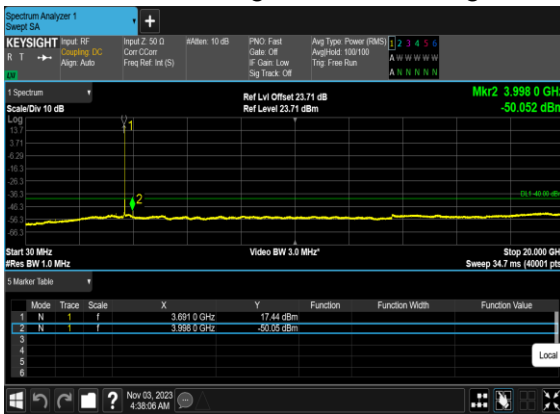 Spectrum Analyzer 1
Swept SA
KEYSIGHT
R T
LV
Input: RF
Coupling: DC
Align: Auto
Input Z: 50 Ω
Corr CCorr
Freq Ref: Int (S)
#Atten: 10 dB
PNO: Fast
Gate: Off
IF Gain: Low
Sig Track: Off
Avg Type: Power (RMS)
Avg|Hold: 100/100
Trig: Free Run
1 2 3 4 5 6
A W W W W W
A N N N N N
1 Spectrum
Scale/Div 10 dB
Ref Lvl Offset 23.71 dB
Ref Level 23.71 dBm
Mkr2 3.998 0 GHz
-50.052 dBm
Log
13.7
3.71
-6.29
-16.3
-26.3
-36.3
-46.3
-56.3
-66.3
1
2
DL1 -40.00 dBm
Start 30 MHz
#Res BW 1.0 MHz
Video BW 3.0 MHz*
Stop 20.000 GHz
Sweep 34.7 ms (40001 pts)
5 Marker Table
Mode Trace Scale X Y Function Function Width Function Value
1 N 1 f 3.691 0 GHz 17.44 dBm
2 N 1 f 3.998 0 GHz -50.05 dBm
3
4
5
6
Local
?
Nov 03, 2023
4:38:06 AM